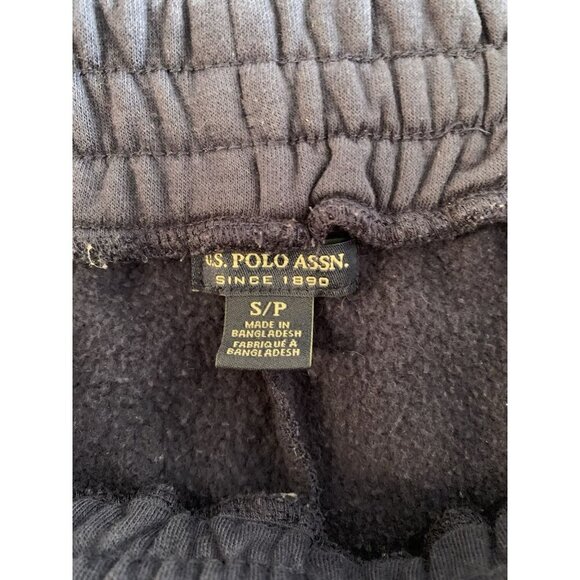 U.S. POLO ASSN.
SINCE 1890
S/P
MADE IN
BANGLADESH
FABRIQUÉ À
BANGLADESH